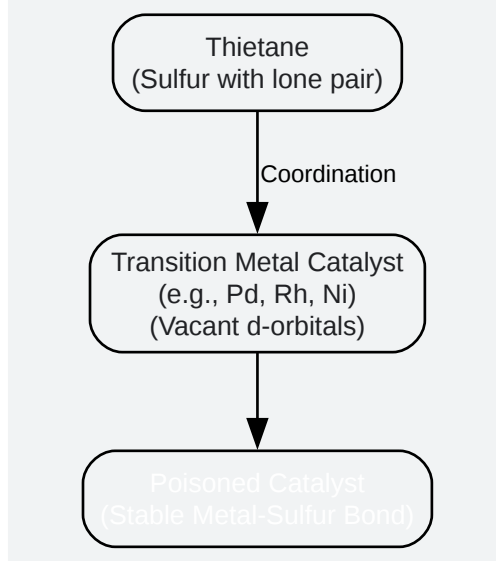 Thietane
(Sulfur with lone pair)
Coordination
Transition Metal Catalyst
(e.g., Pd, Rh, Ni)
(Vacant d-orbitals)
Poisoned Catalyst
(Stable Metal-Sulfur Bond)